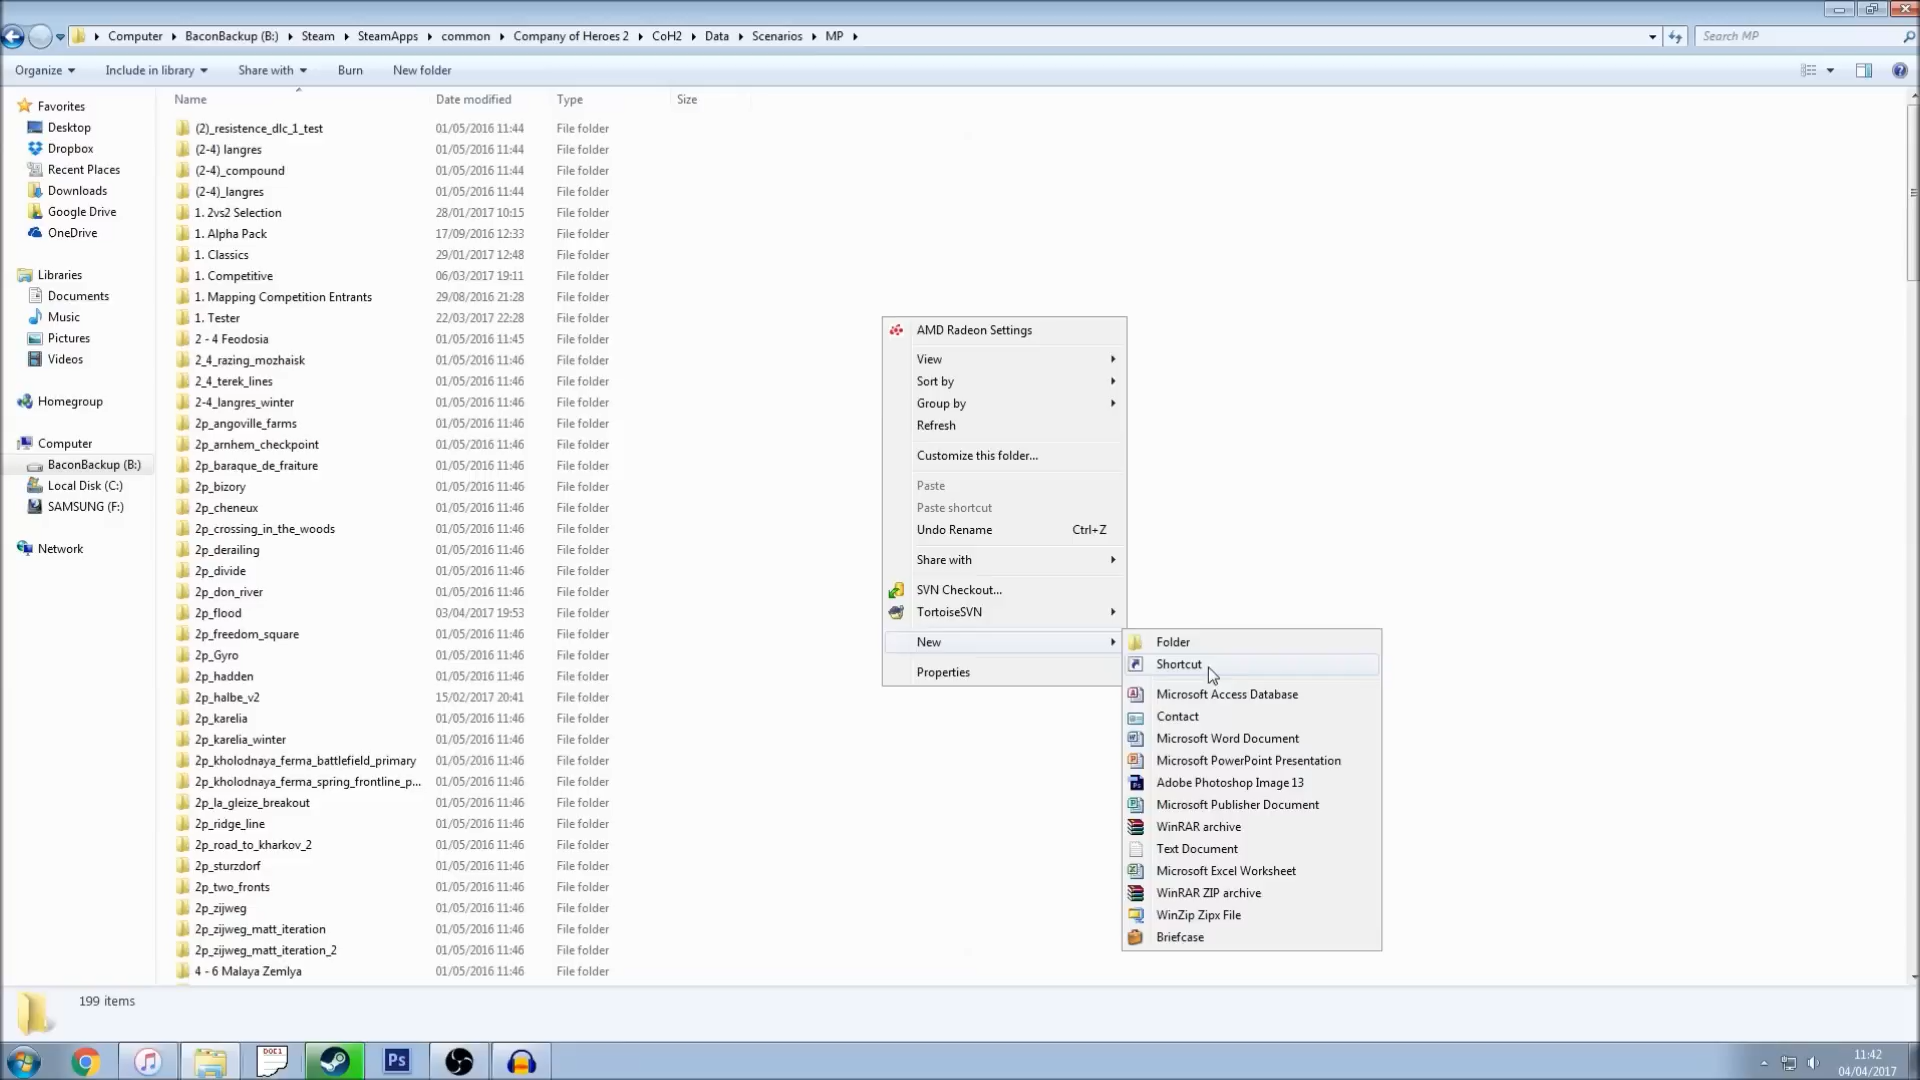 Computer BaconBackup (B:) Steam SteamApps common Company of Heroes 2 CoH2 Data Scenarios MP
Search MP
Organize Include in library Share with Burn New folder
Name Date modified Type Size
Favorites
Desktop
Dropbox
Recent Places
Downloads
Google Drive
OneDrive
Libraries
Documents
Music
Pictures
Videos
Homegroup
Computer
BaconBackup (B:)
Local Disk (C:)
SAMSUNG (F:)
Network
(2)_resistence_dlc_1_test 01/05/2016 11:44 File folder
(2-4) langres 01/05/2016 11:44 File folder
(2-4)_compound 01/05/2016 11:44 File folder
(2-4)_langres 01/05/2016 11:44 File folder
1. 2vs2 Selection 28/01/2017 10:15 File folder
1. Alpha Pack 17/09/2016 12:33 File folder
1. Classics 29/01/2017 12:48 File folder
1. Competitive 06/03/2017 19:11 File folder
1. Mapping Competition Entrants 29/08/2016 21:28 File folder
1. Tester 22/03/2017 22:28 File folder
2 - 4 Feodosia 01/05/2016 11:45 File folder
2_4_razing_mozhaisk 01/05/2016 11:46 File folder
2_4_terek_lines 01/05/2016 11:46 File folder
2-4_langres_winter 01/05/2016 11:46 File folder
2p_angoville_farms 01/05/2016 11:46 File folder
2p_arnhem_checkpoint 01/05/2016 11:46 File folder
2p_baraque_de_fraiture 01/05/2016 11:46 File folder
2p_bizory 01/05/2016 11:46 File folder
2p_cheneux 01/05/2016 11:46 File folder
2p_crossing_in_the_woods 01/05/2016 11:46 File folder
2p_derailing 01/05/2016 11:46 File folder
2p_divide 01/05/2016 11:46 File folder
2p_don_river 01/05/2016 11:46 File folder
2p_flood 03/04/2017 19:53 File folder
2p_freedom_square 01/05/2016 11:46 File folder
2p_Gyro 01/05/2016 11:46 File folder
2p_hadden 01/05/2016 11:46 File folder
2p_halbe_v2 15/02/2017 20:41 File folder
2p_karelia 01/05/2016 11:46 File folder
2p_karelia_winter 01/05/2016 11:46 File folder
2p_kholodnaya_ferma_battlefield_primary 01/05/2016 11:46 File folder
2p_kholodnaya_ferma_spring_frontline_p... 01/05/2016 11:46 File folder
2p_la_gleize_breakout 01/05/2016 11:46 File folder
2p_ridge_line 01/05/2016 11:46 File folder
2p_road_to_kharkov_2 01/05/2016 11:46 File folder
2p_sturzdorf 01/05/2016 11:46 File folder
2p_two_fronts 01/05/2016 11:46 File folder
2p_zijweg 01/05/2016 11:46 File folder
2p_zijweg_matt_iteration 01/05/2016 11:46 File folder
2p_zijweg_matt_iteration_2 01/05/2016 11:46 File folder
4 - 6 Malaya Zemlya 01/05/2016 11:46 File folder
AMD Radeon Settings
View
Sort by
Group by
Refresh
Customize this folder...
Paste
Paste shortcut
Undo Rename Ctrl+Z
Share with
SVN Checkout...
TortoiseSVN
New
Properties
Folder
Shortcut
Microsoft Access Database
Contact
Microsoft Word Document
Microsoft PowerPoint Presentation
Adobe Photoshop Image 13
Microsoft Publisher Document
WinRAR archive
Text Document
Microsoft Excel Worksheet
WinRAR ZIP archive
WinZip Zipx File
Briefcase
199 items
DOC1
Ps
11:42
04/04/2017